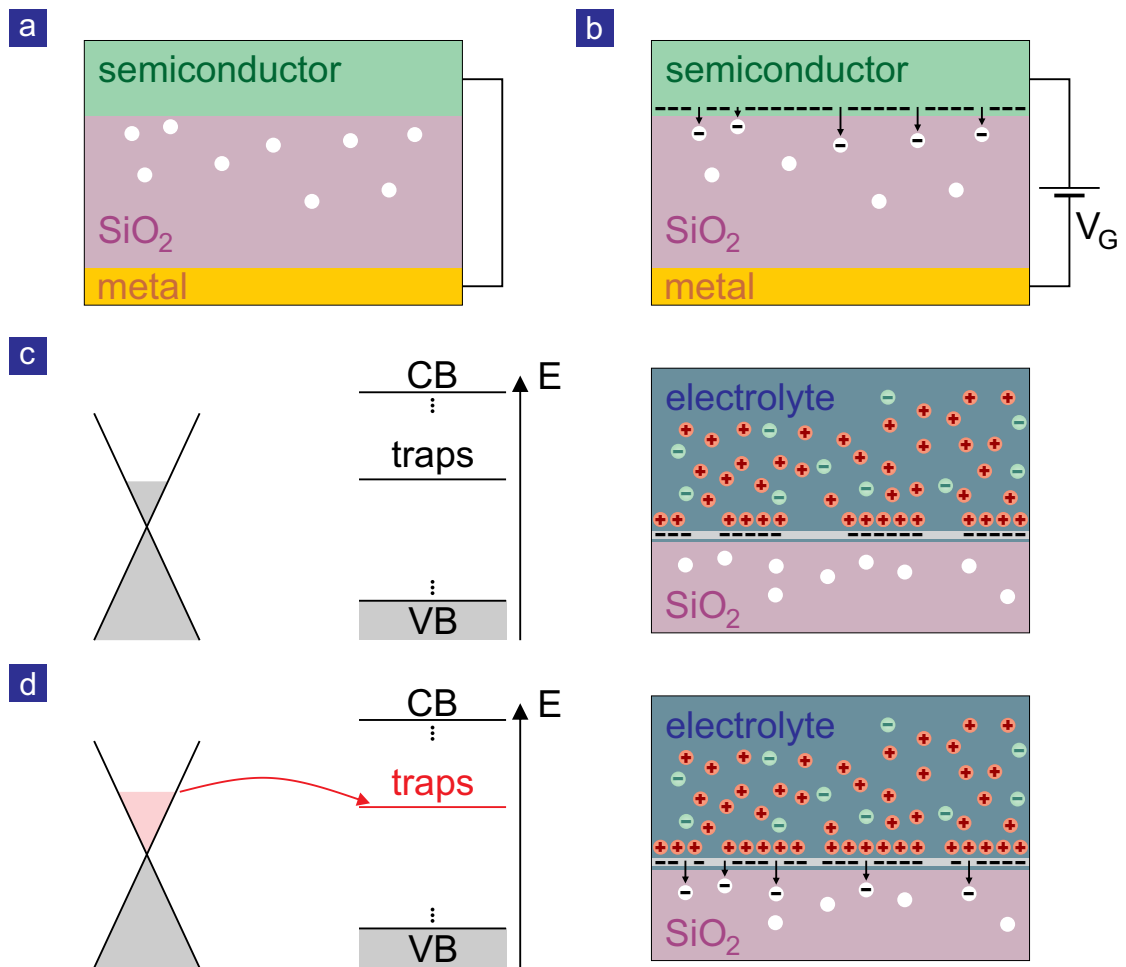 a
semiconductor
SiO2
metal
b
semiconductor
SiO2
metal
VG
c
CB
E
traps
VB
electrolyte
SiO2
d
CB
E
traps
VB
electrolyte
SiO2